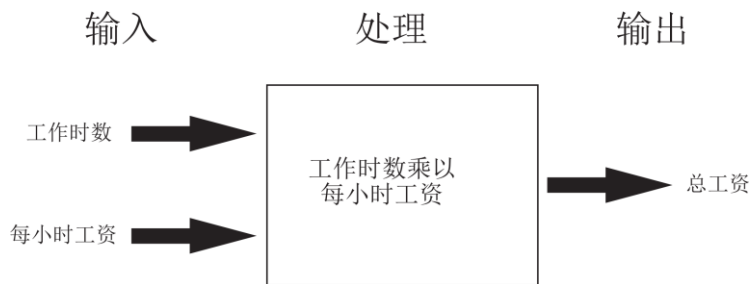 输入
处理
输出
工作时数
工作时数乘以
每小时工资
总工资
每小时工资